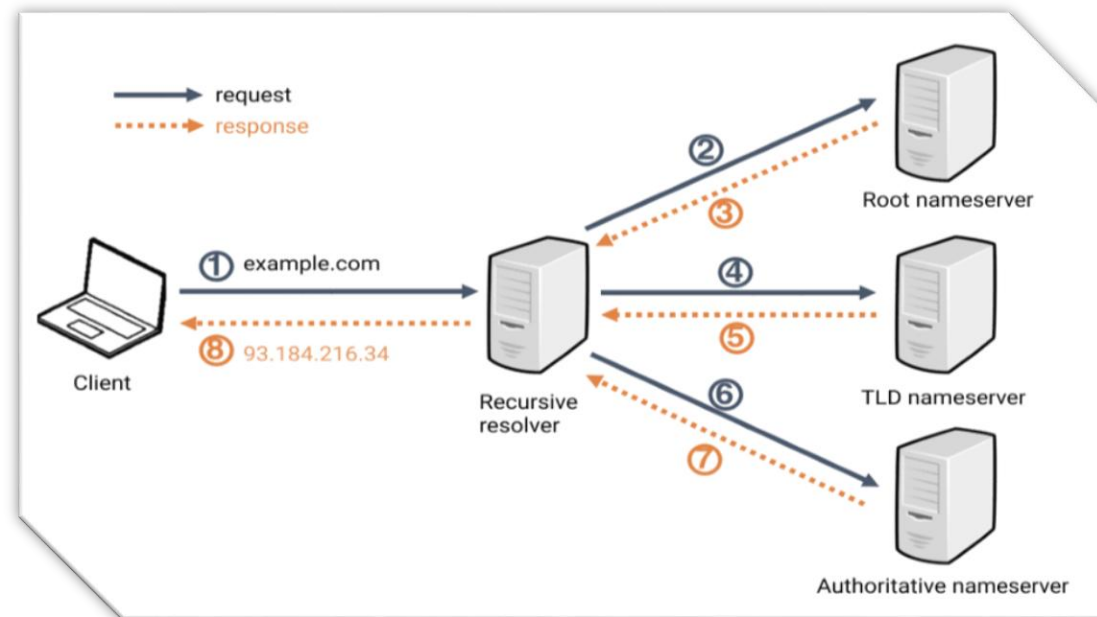 request
response
② 
Root nameserver
③
① example.com
④
⑧ 93.184.216.34
⑤
Client
Recursive
resolver
TLD nameserver
⑥
⑦
Authoritative nameserver